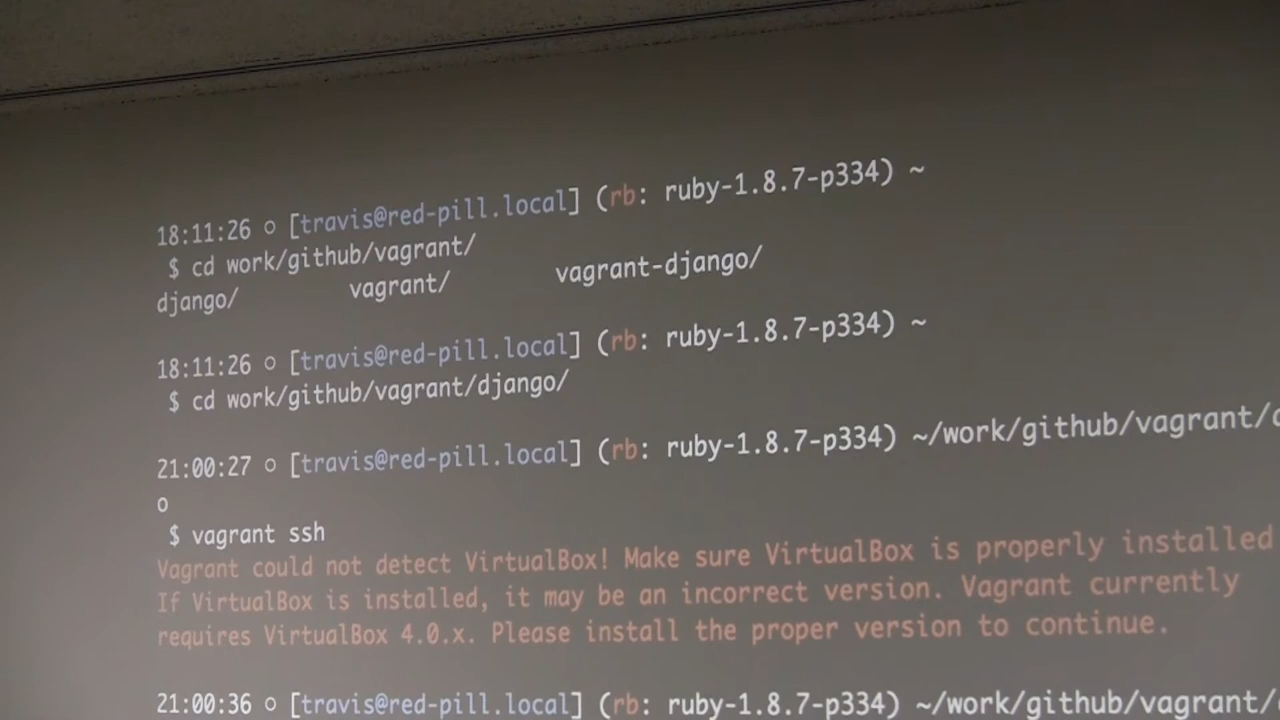 18:11:26 ○ [travis@red-pill.local] (rb: ruby-1.8.7-p334) ~
$ cd work/github/vagrant/
django/ vagrant/ vagrant-django/
18:11:26 ○ [travis@red-pill.local] (rb: ruby-1.8.7-p334) ~
$ cd work/github/vagrant/django/
21:00:27 ○ [travis@red-pill.local] (rb: ruby-1.8.7-p334) ~/work/github/vagrant/
o
$ vagrant ssh
Vagrant could not detect VirtualBox! Make sure VirtualBox is properly installed
If VirtualBox is installed, it may be an incorrect version. Vagrant currently
requires VirtualBox 4.0.x. Please install the proper version to continue.
21:00:36 ○ [travis@red-pill.local] (rb: ruby-1.8.7-p334) ~/work/github/vagrant/